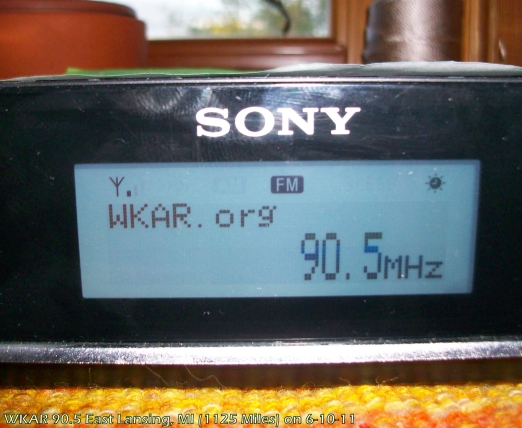 SONY
FM
WKAR.org
90.5MHz
WKAR 90.5 East Lansing, MI (1125 Miles) on 6-10-11